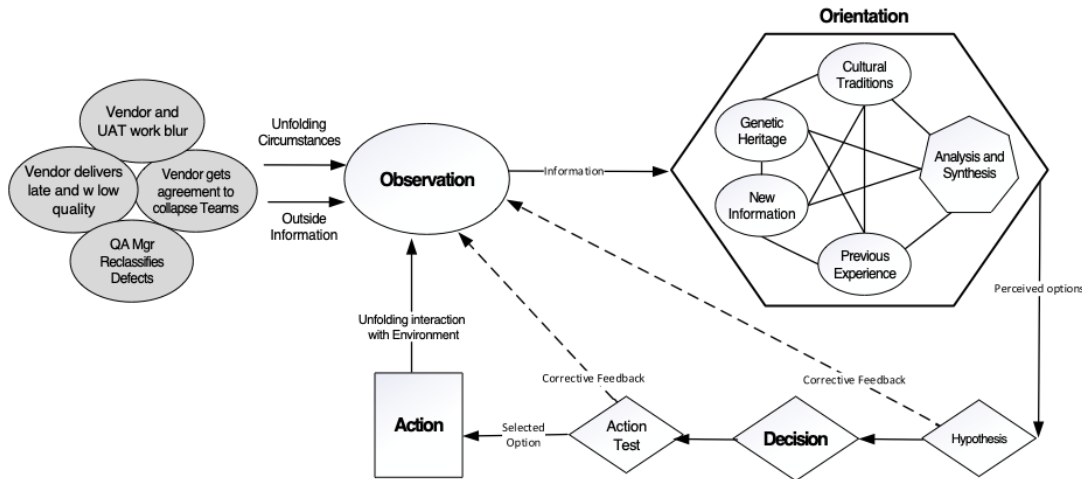 Orientation
Cultural
Traditions
Genetic
Heritage
New
Information
Previous
Experience
Analysis and
Synthesis
Vendor and
UAT work blur
Vendor delivers
late and w low
quality
Vendor gets
agreement to
collapse Teams
QA Mgr
Reclassifies
Defects
Unfolding
Circumstances
Outside
Information
Observation
Information
Perceived options
Unfolding interaction
with Environment
Corrective Feedback
Corrective Feedback
Action
Selected
Option
Action
Test
Decision
Hypothesis